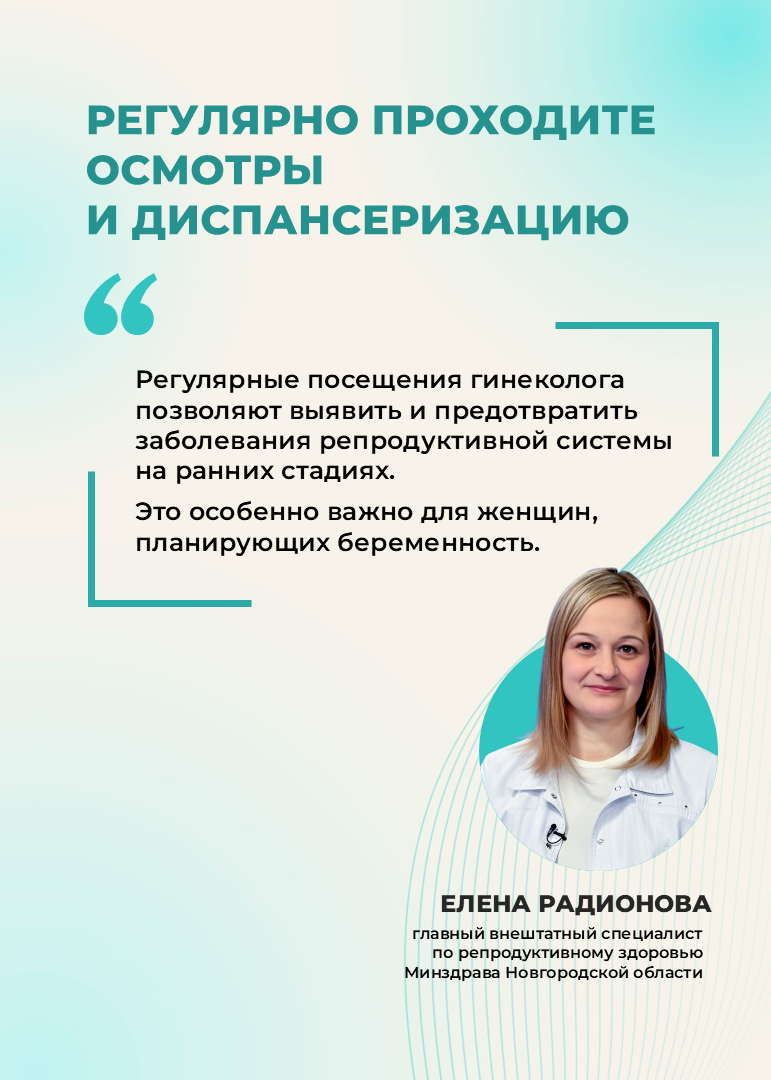 РЕГУЛЯРНО ПРОХОДИТЕ
ОСМОТРЫ
И ДИСПАНСЕРИЗАЦИЮ
“
Регулярные посещения гинеколога
позволяют выявить и предотвратить
заболевания репродуктивной системы
на ранних стадиях.
Это особенно важно для женщин,
планирующих беременность.
ЕЛЕНА РАДИОНОВА
главный внештатный специалист
по репродуктивному здоровью
Минздрава Новгородской области